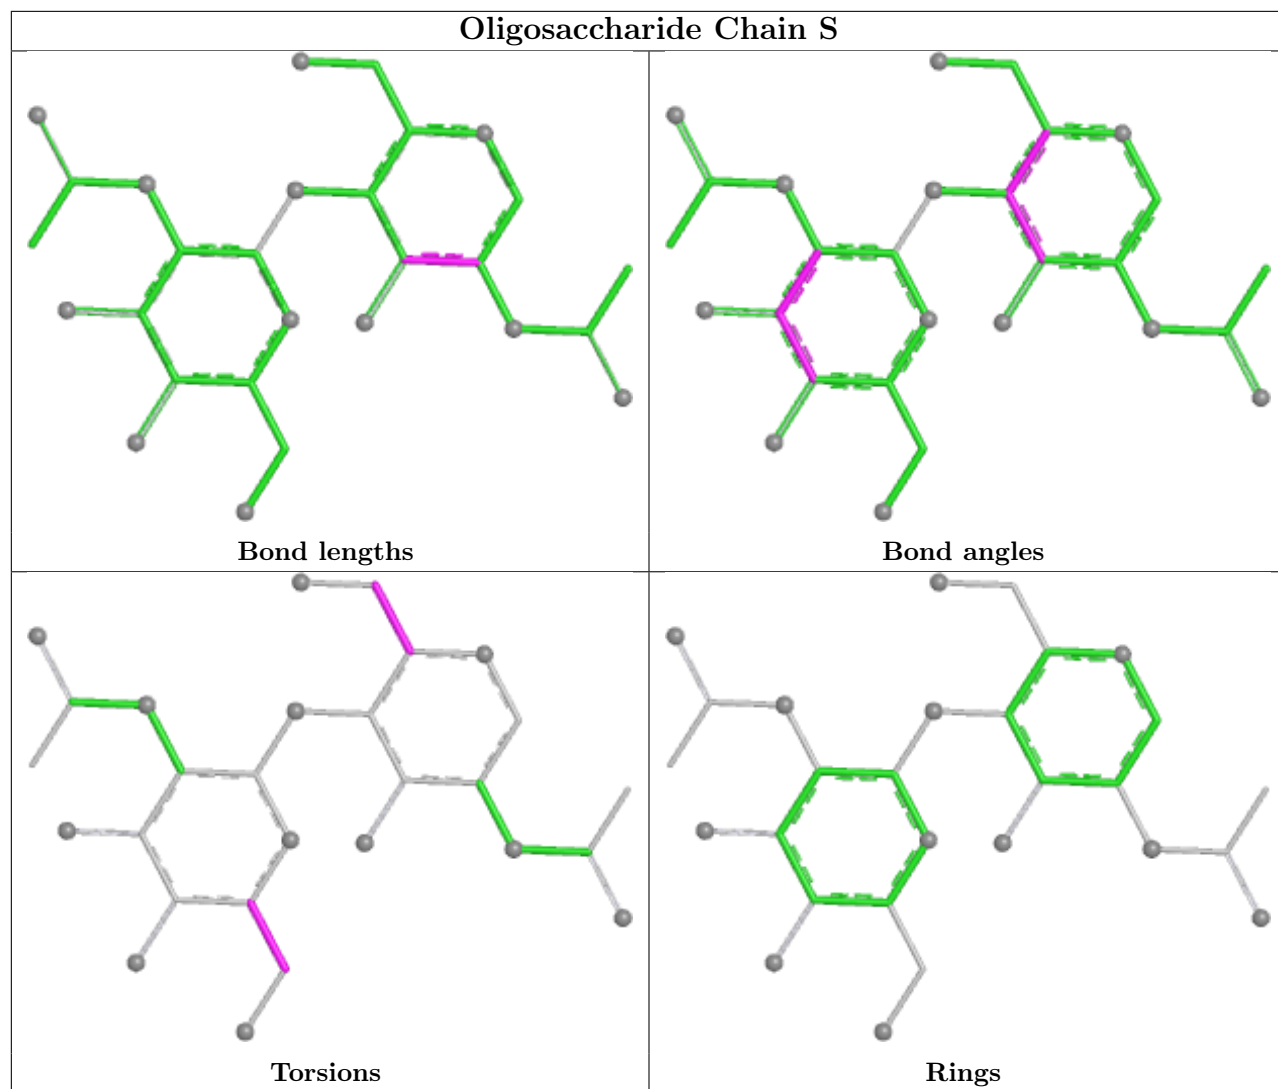 Oligosaccharide Chain S
Bond lengths
Bond angles
Torsions
Rings